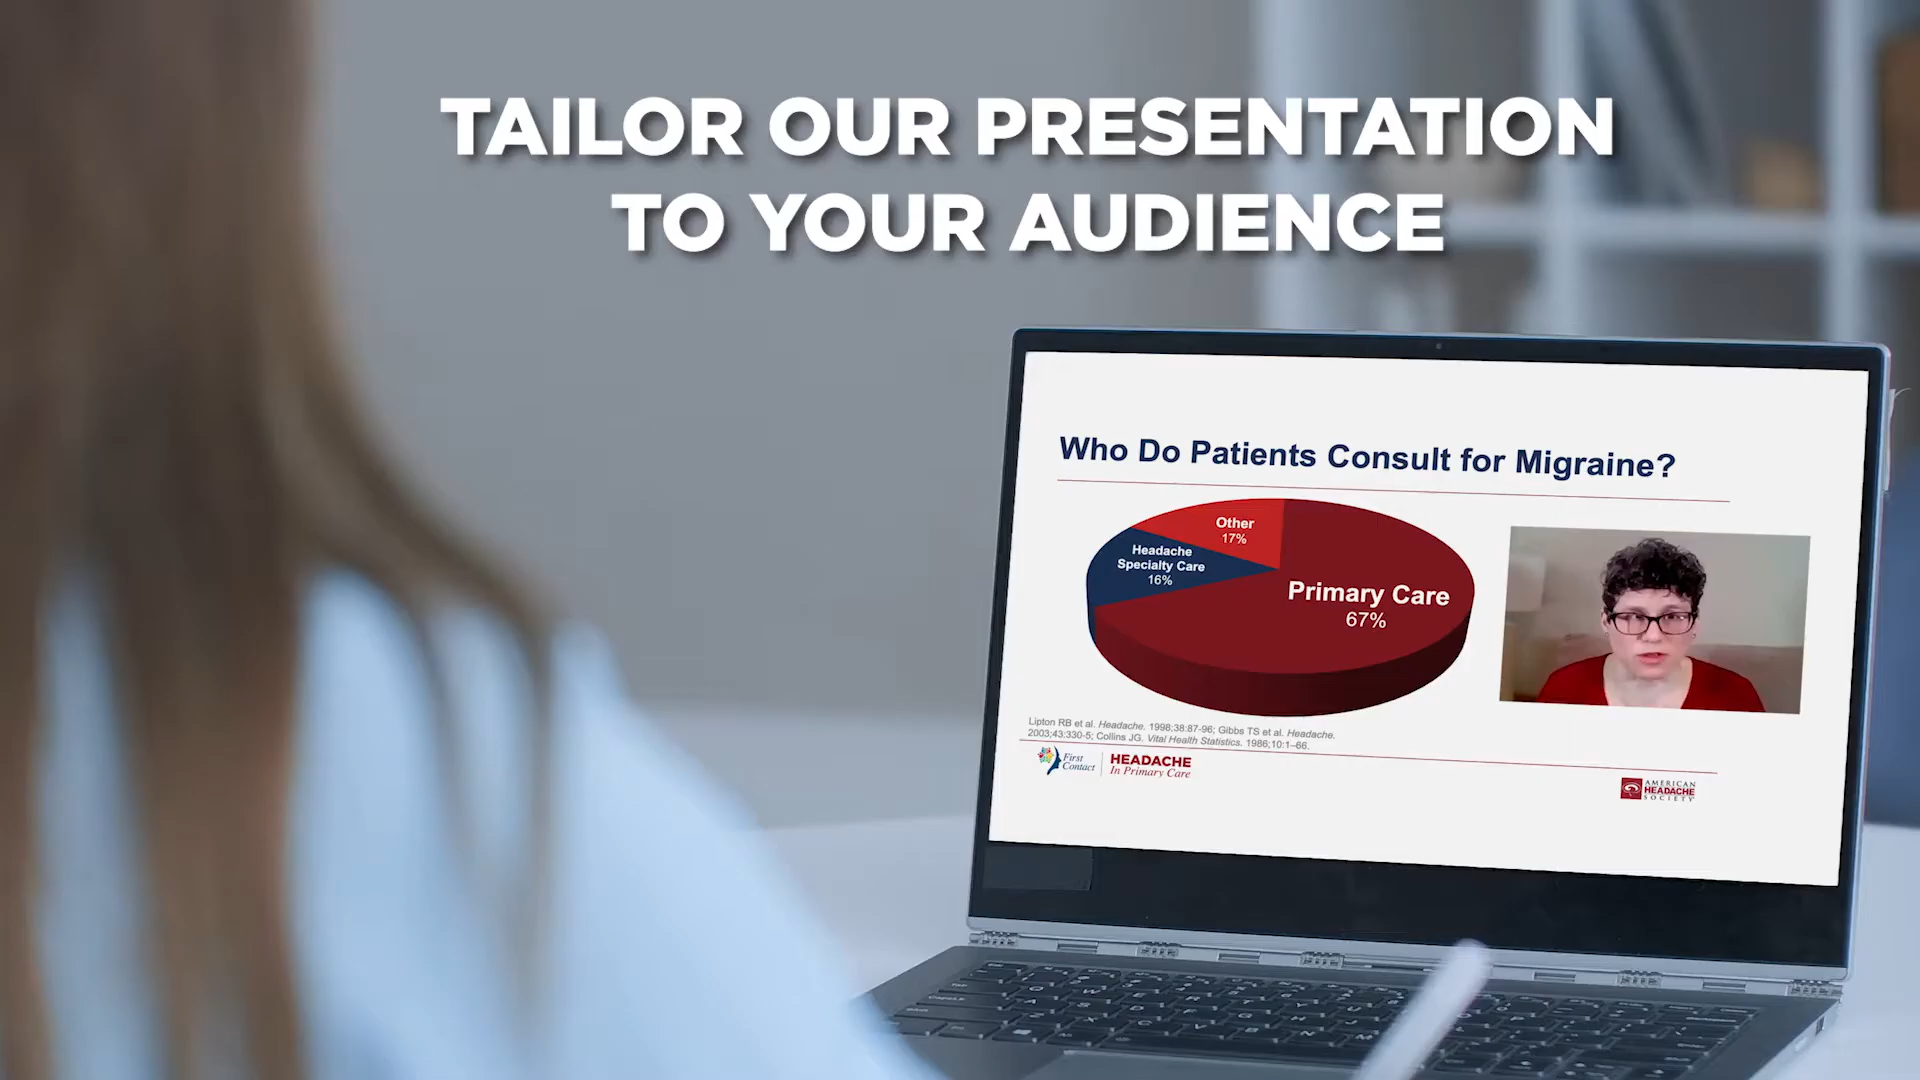 TAILOR OUR PRESENTATION
TO YOUR AUDIENCE
Who Do Patients Consult for Migraine?
Other
17%
Headache
Specialty Care
16%
Primary Care
67%
Lipton RB et al. Headache. 1998;38:87-96; Gibbs TS et al. Headache.
2003;43:330-5; Collins JG. Vital Health Statistics. 1986;10:1–66.
First
Contact
HEADACHE
In Primary Care
AMERICAN
HEADACHE
SOCIETY